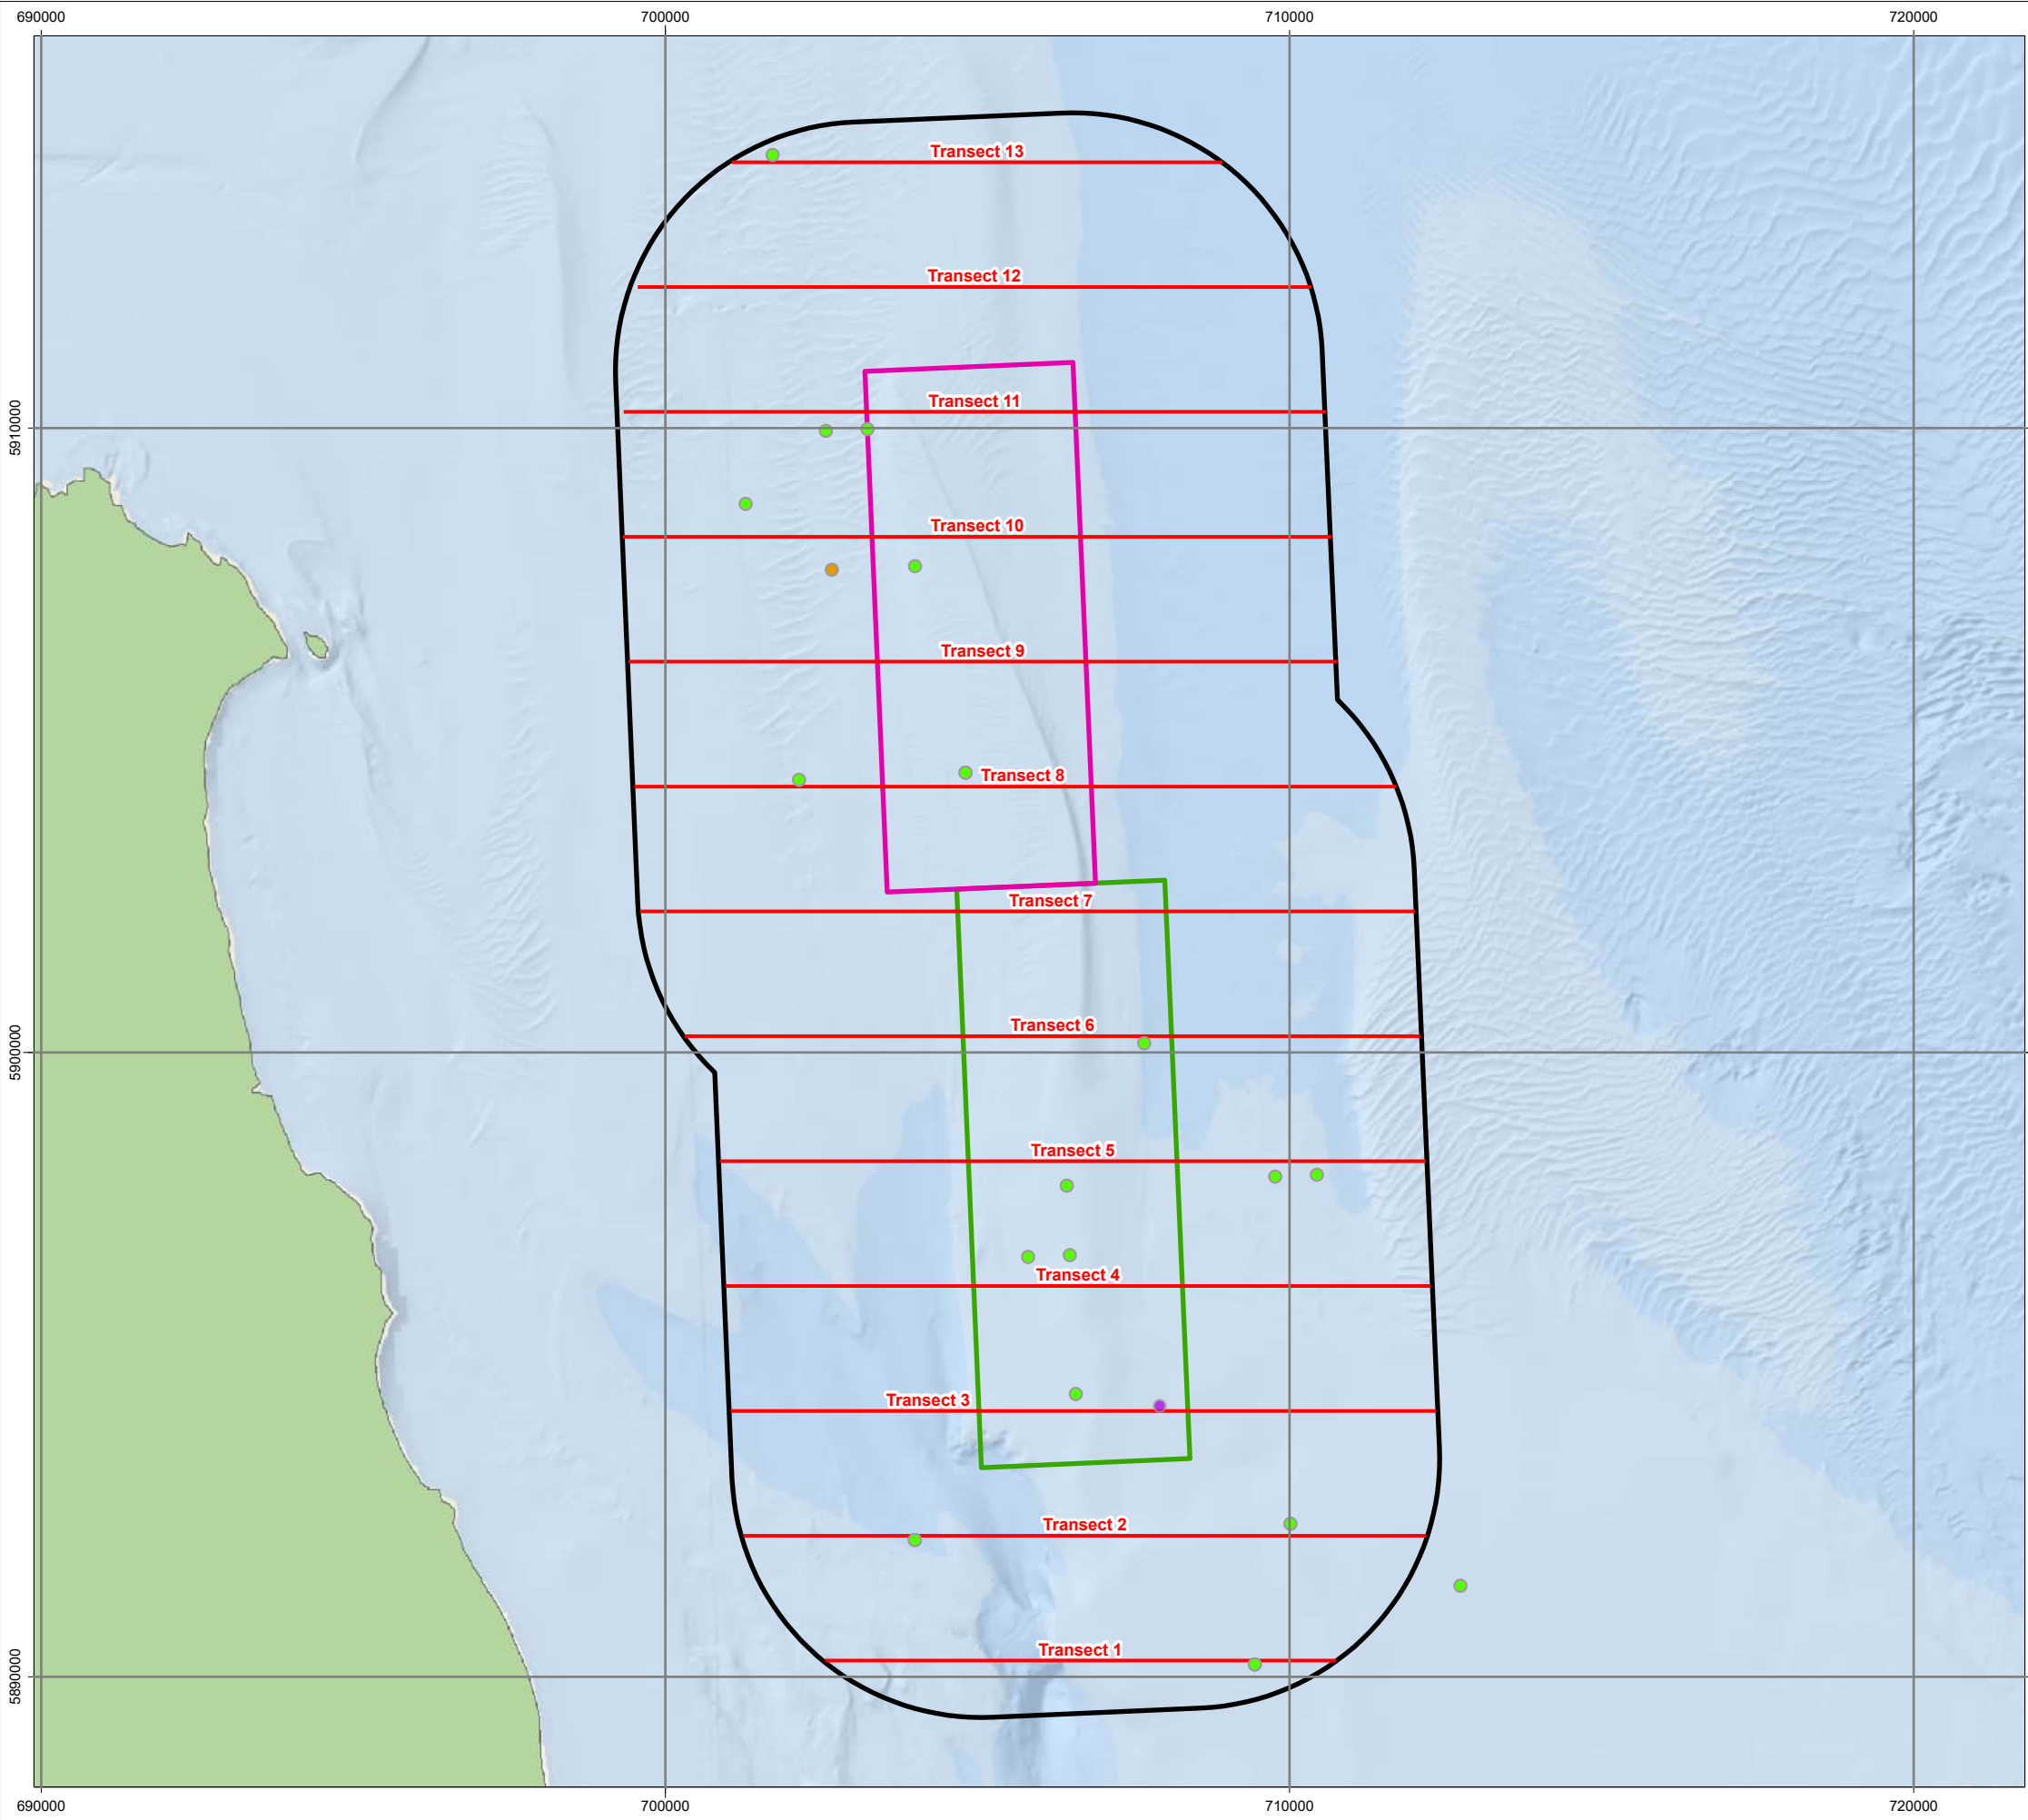 690000
700000
710000
720000
Transect 13
Transect 12
Transect 11
5910000
Transect 10
Transect 9
Transect 8
Transect 7
Transect 6
5900000
Transect 5
Transect 4
Transect 3
Transect 2
Transect 1
5890000
690000
700000
710000
720000